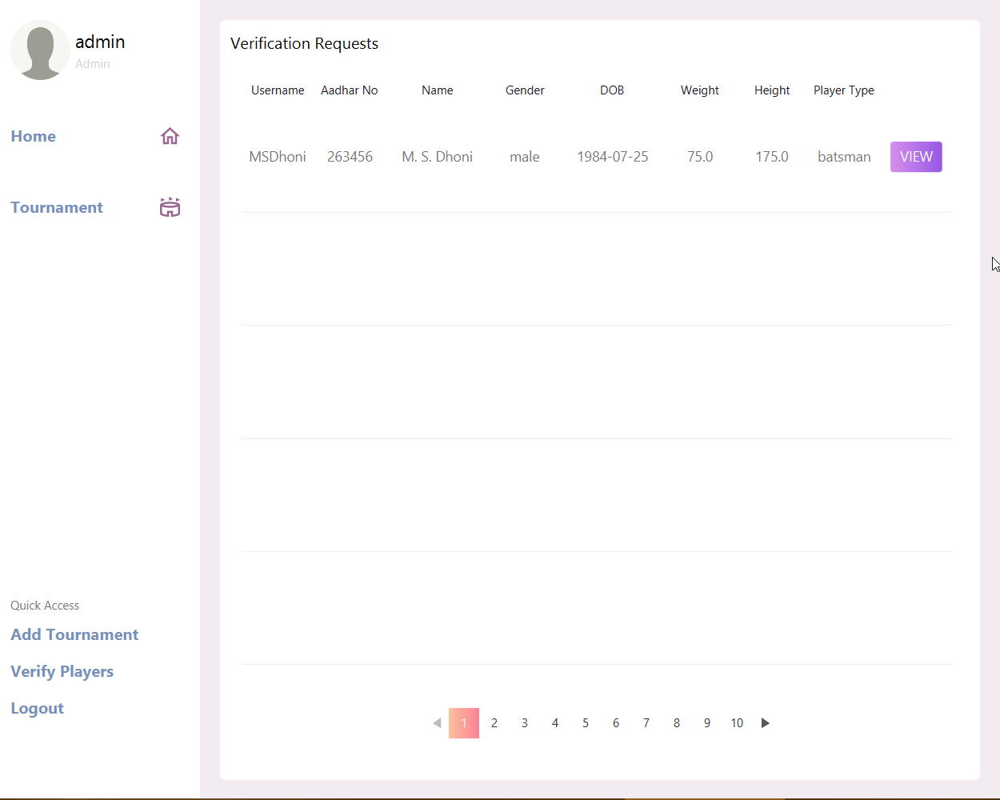 admin
Admin
Home
Tournament
Quick Access
Add Tournament
Verify Players
Logout
Verification Requests
Username Aadhar No Name Gender DOB Weight Height Player Type
MSDhoni 263456 M. S. Dhoni male 1984-07-25 75.0 175.0 batsman VIEW
1 2 3 4 5 6 7 8 9 10